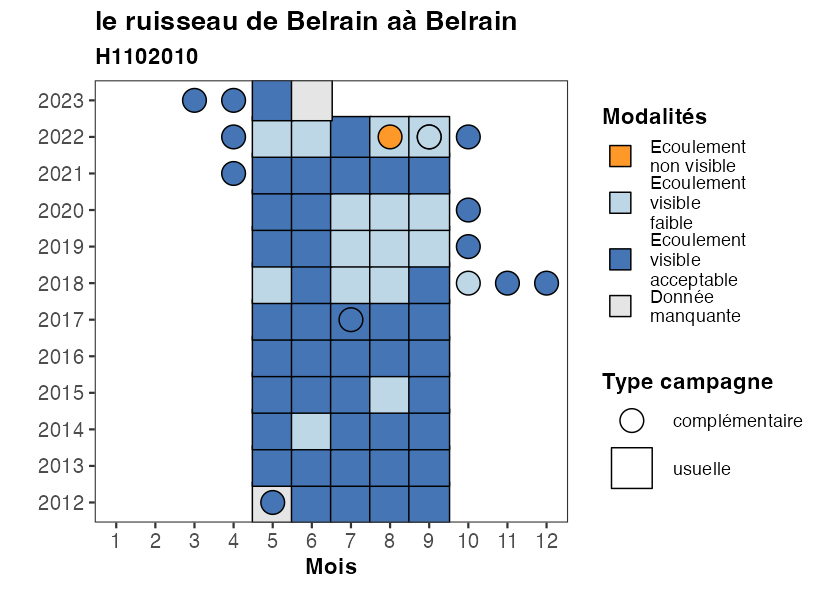 le ruisseau de Belrain aà Belrain
H1102010
2023
2022
2021
2020
2019
2018
2017
2016
2015
2014
2013
2012
1 2 3 4 5 6 7 8 9 10 11 12
Mois
Modalités
Ecoulement
non visible
Ecoulement
visible
faible
Ecoulement
visible
acceptable
Donnée
manquante
Type campagne
complémentaire
usuelle